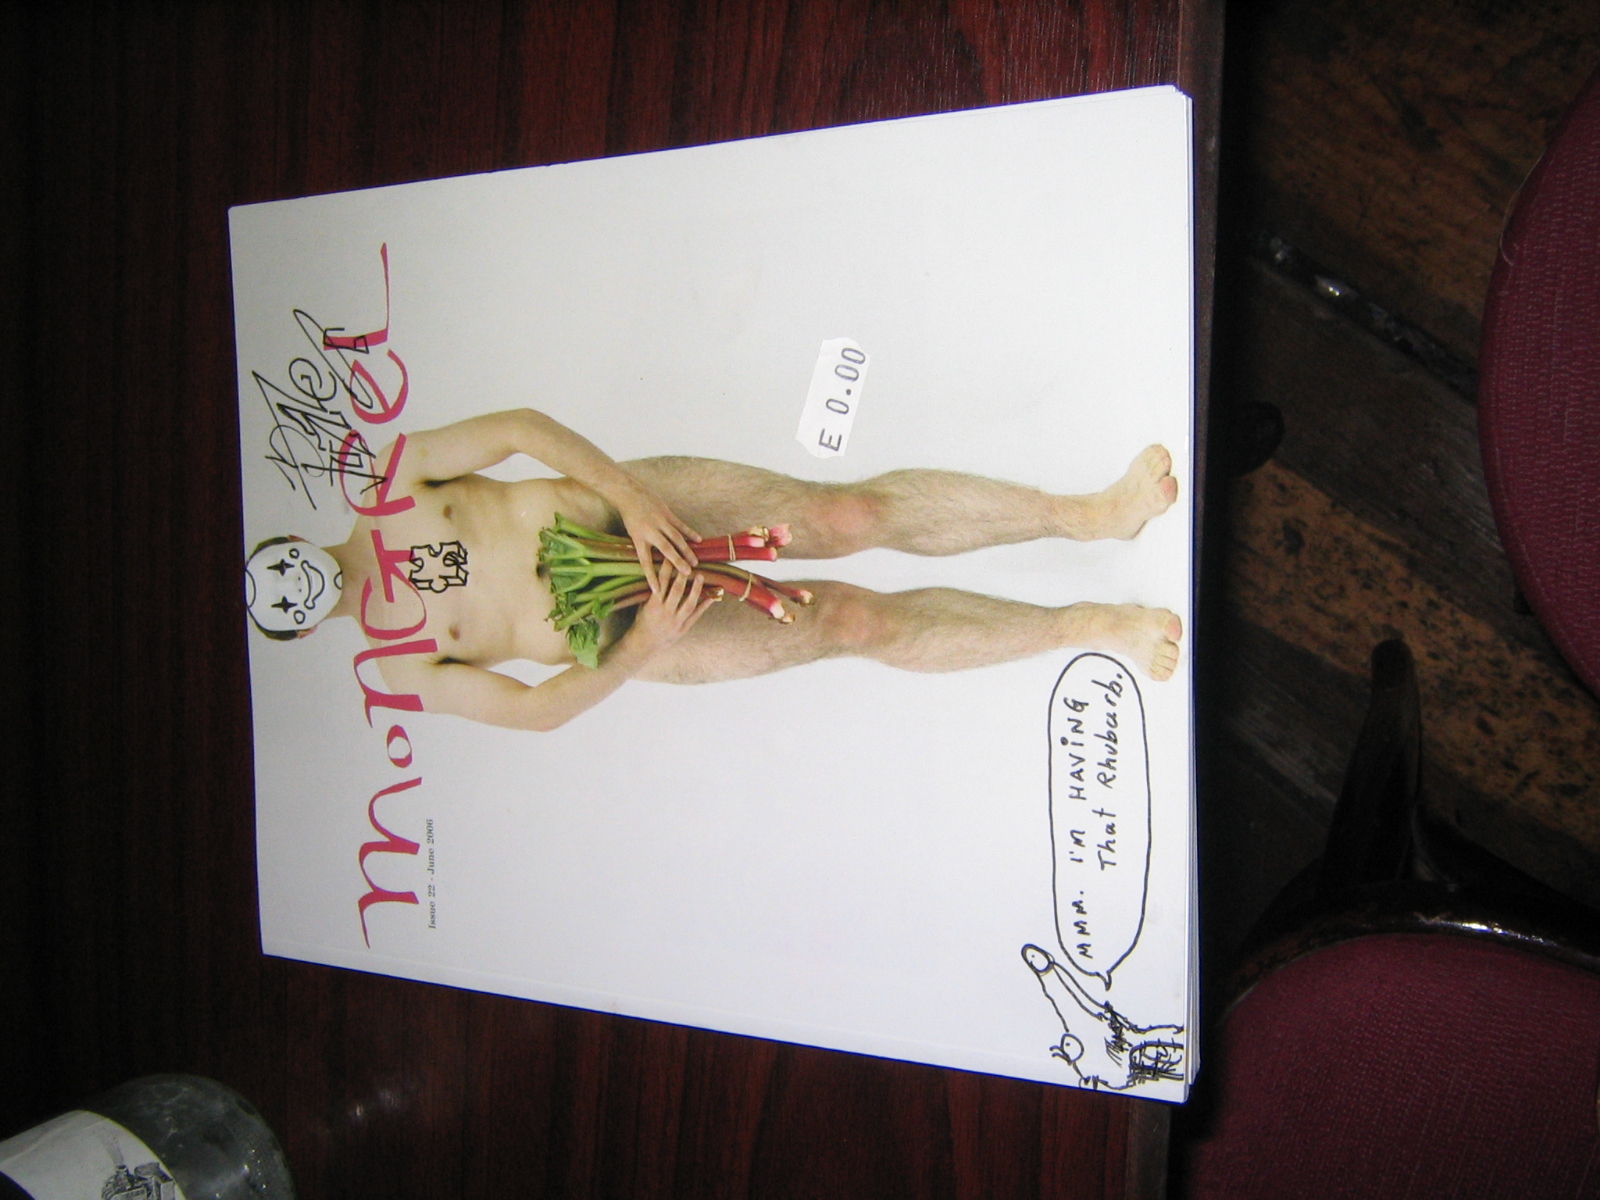 MONGREL
Issue 22 - June 2006
E 0.00
MMM. I'M HAVING
That Rhubarb.